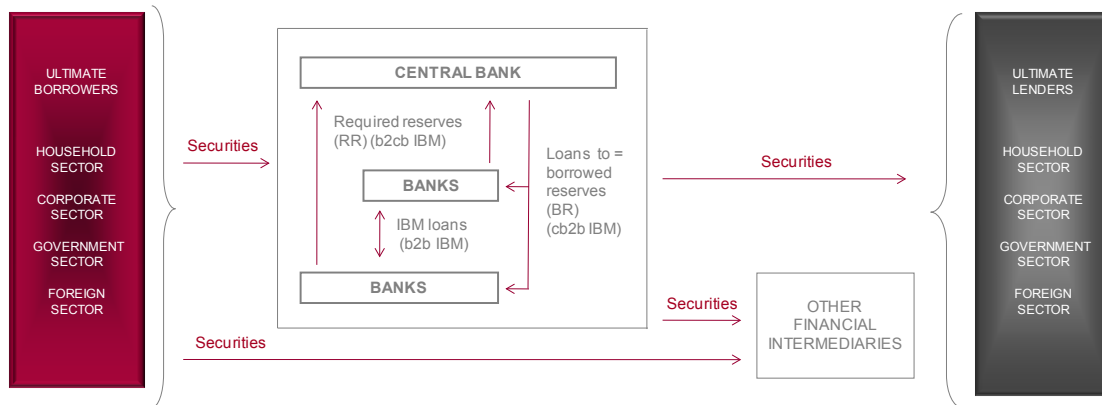 ULTIMATE
BORROWERS
HOUSEHOLD
SECTOR
CORPORATE
SECTOR
GOVERNMENT
SECTOR
FOREIGN
SECTOR
Securities
Securities
CENTRAL BANK
Required reserves
(RR) (b2cb IBM)
BANKS
IBM loans
(b2b IBM)
BANKS
Loans to =
borrowed
reserves
(BR)
(cb2b IBM)
Securities
Securities
OTHER
FINANCIAL
INTERMEDIARIES
ULTIMATE
LENDERS
HOUSEHOLD
SECTOR
CORPORATE
SECTOR
GOVERNMENT
SECTOR
FOREIGN
SECTOR